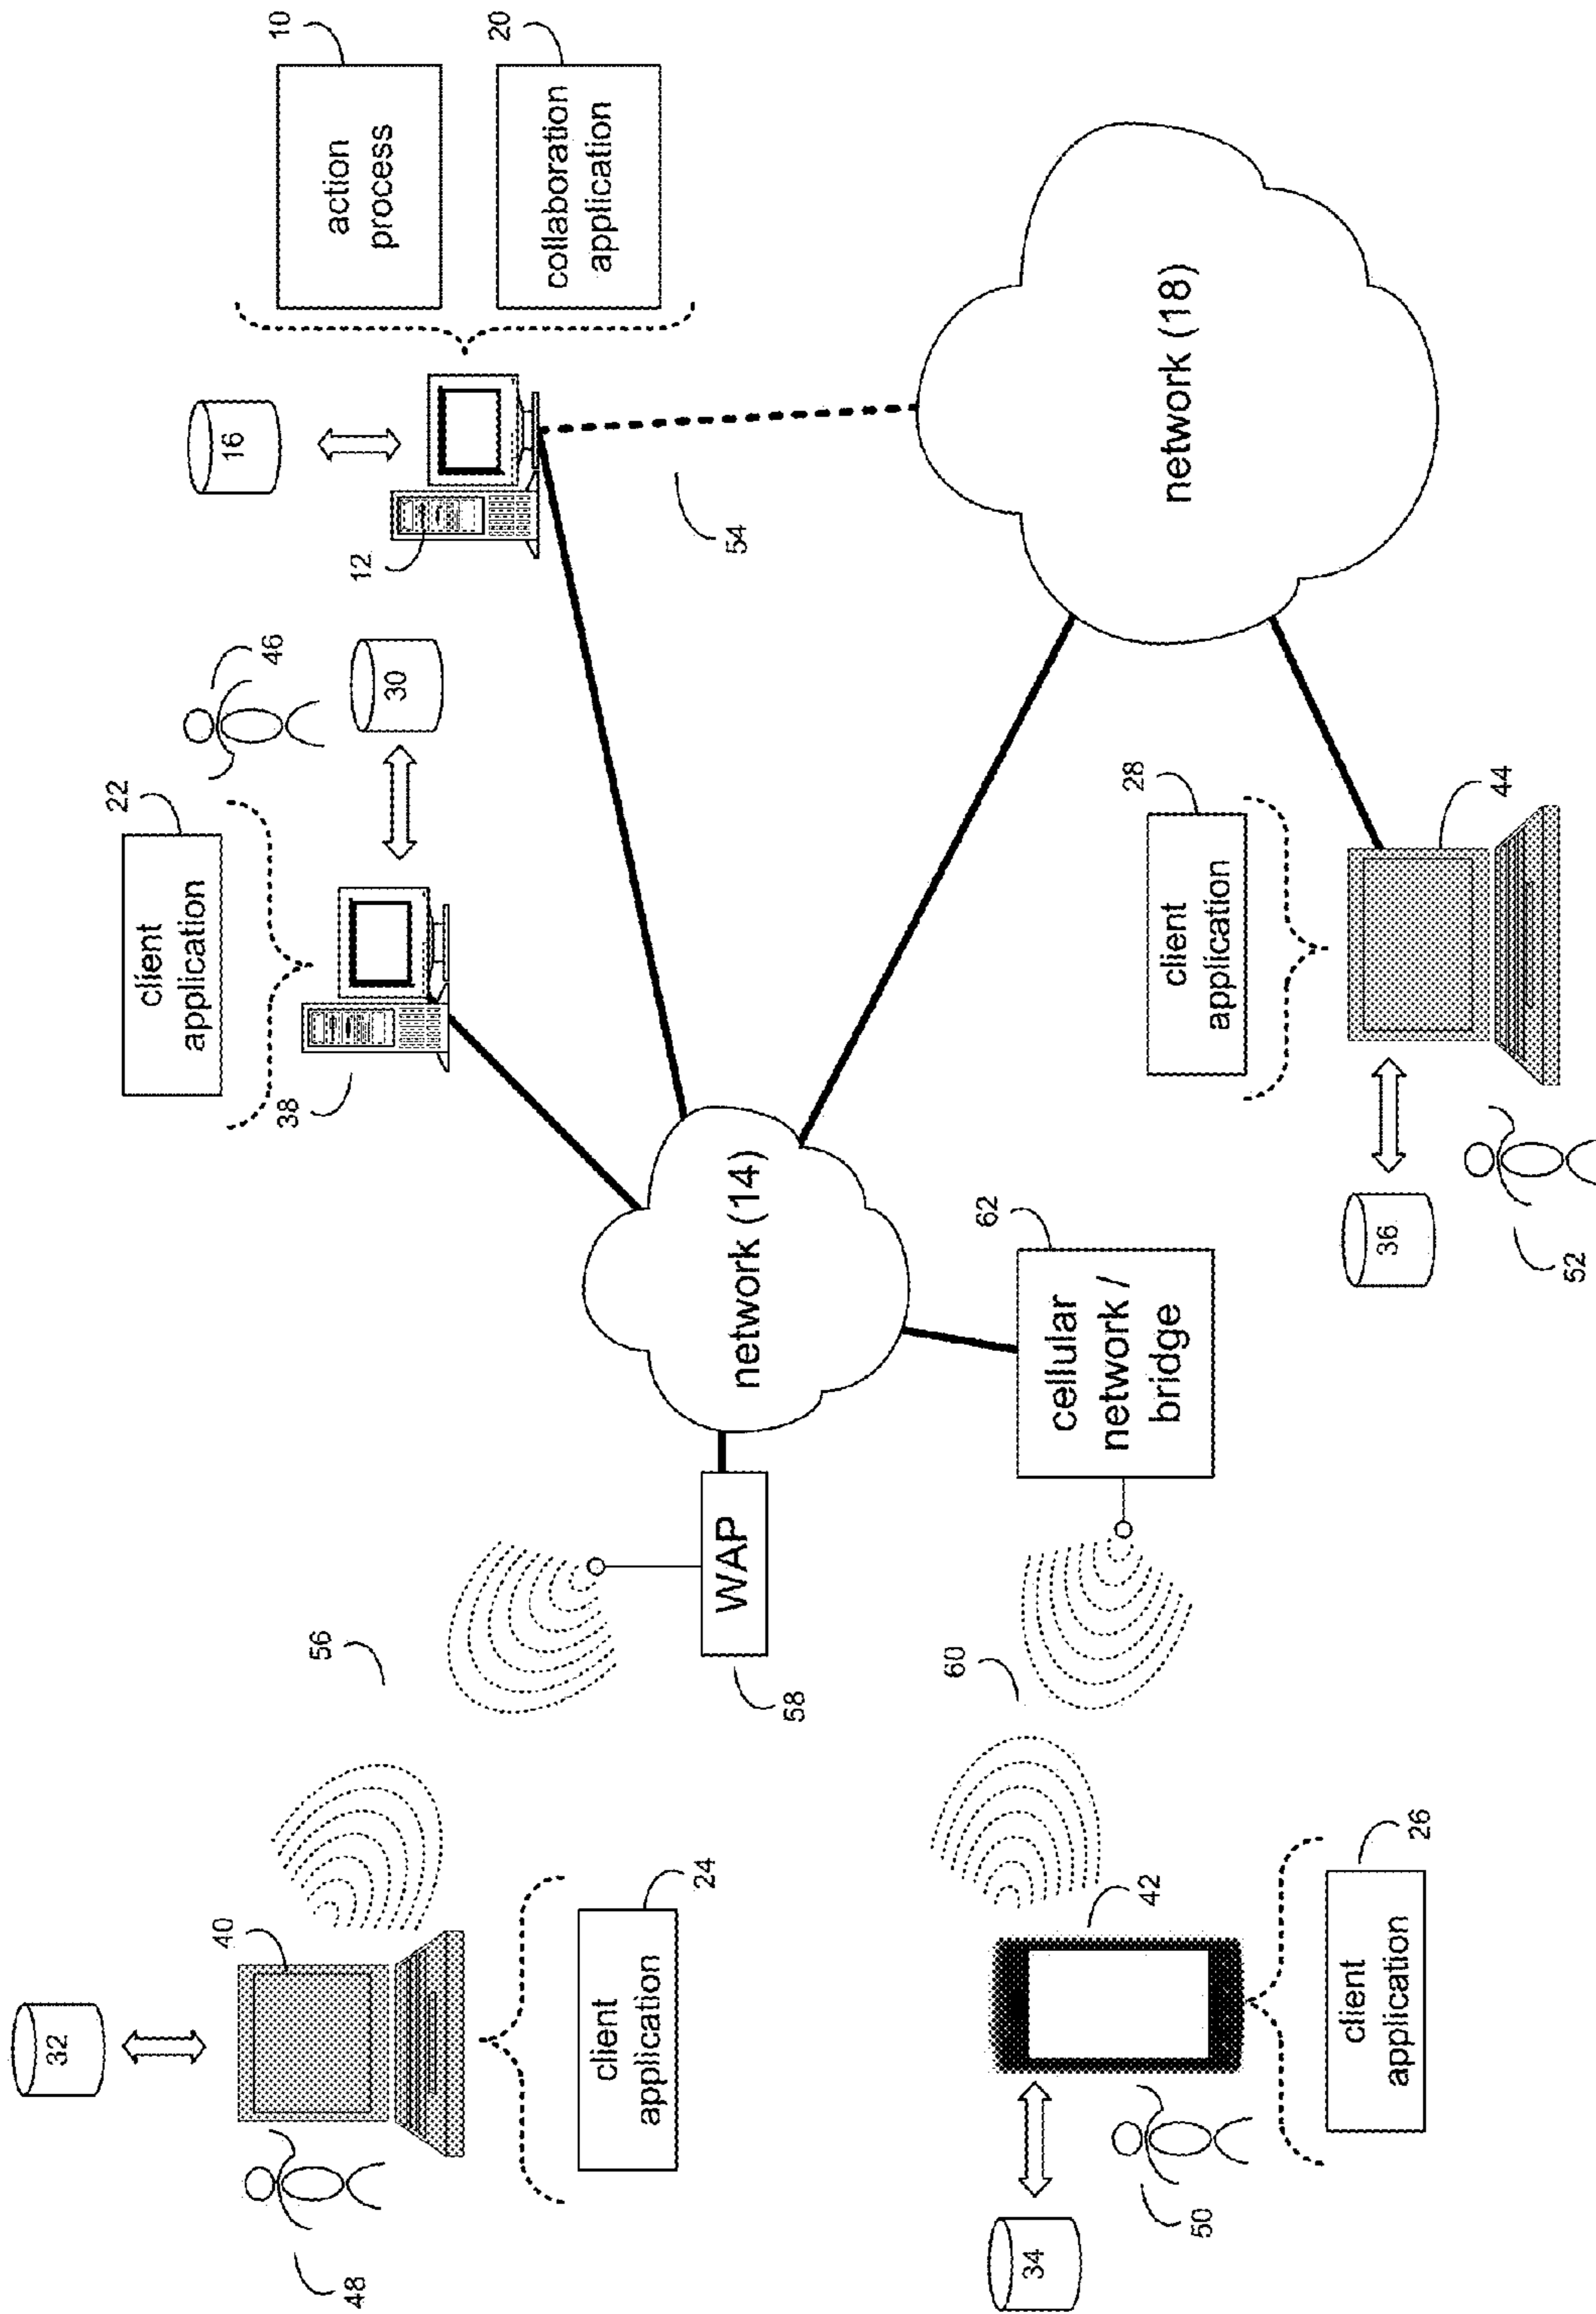 32
40
48
client
application
24
56
WAP
58
client
application
22
38
46
30
16
12
action
process
10
collaboration
application
20
54
network (14)
network (18)
34
42
50
client
application
26
60
cellular
network /
bridge
62
client
application
28
44
36
52